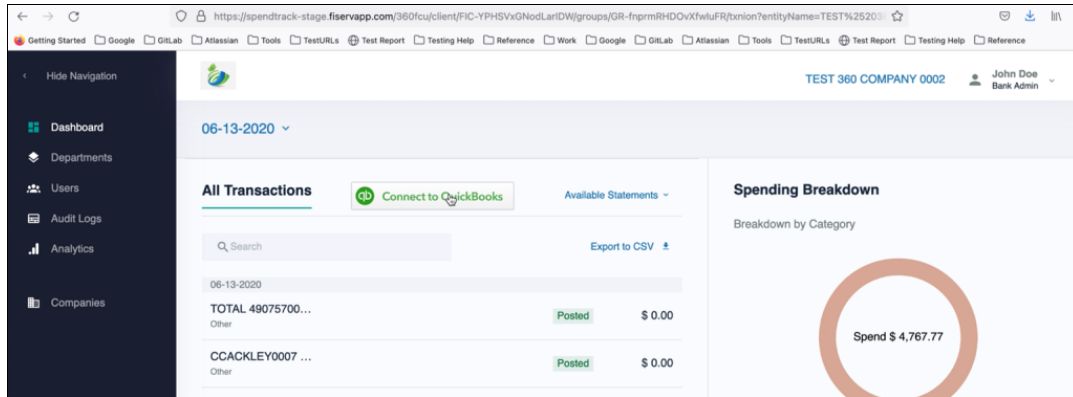 https://spendtrack-stage.fiservapp.com/360fcu/client/FIC-YPHSVxGNodLarIDW/groups/GR-fnprmRHDOvXfwluFR/txnion?entityName=TEST%2520
Getting Started Google GitLab Atlassian Tools TestURLs Test Report Testing Help Reference Work Google GitLab Atlassian Tools TestURLs Test Report Testing Help Reference
Hide Navigation
TEST 360 COMPANY 0002
John Doe
Bank Admin
Dashboard
06-13-2020
Departments
Users
All Transactions
qb Connect to QuickBooks
Available Statements
Spending Breakdown
Audit Logs
Breakdown by Category
Analytics
Search
Export to CSV
06-13-2020
Companies
TOTAL 49075700...
Other
Posted
$ 0.00
Spend $ 4,767.77
CCACKLEY0007 ...
Other
Posted
$ 0.00